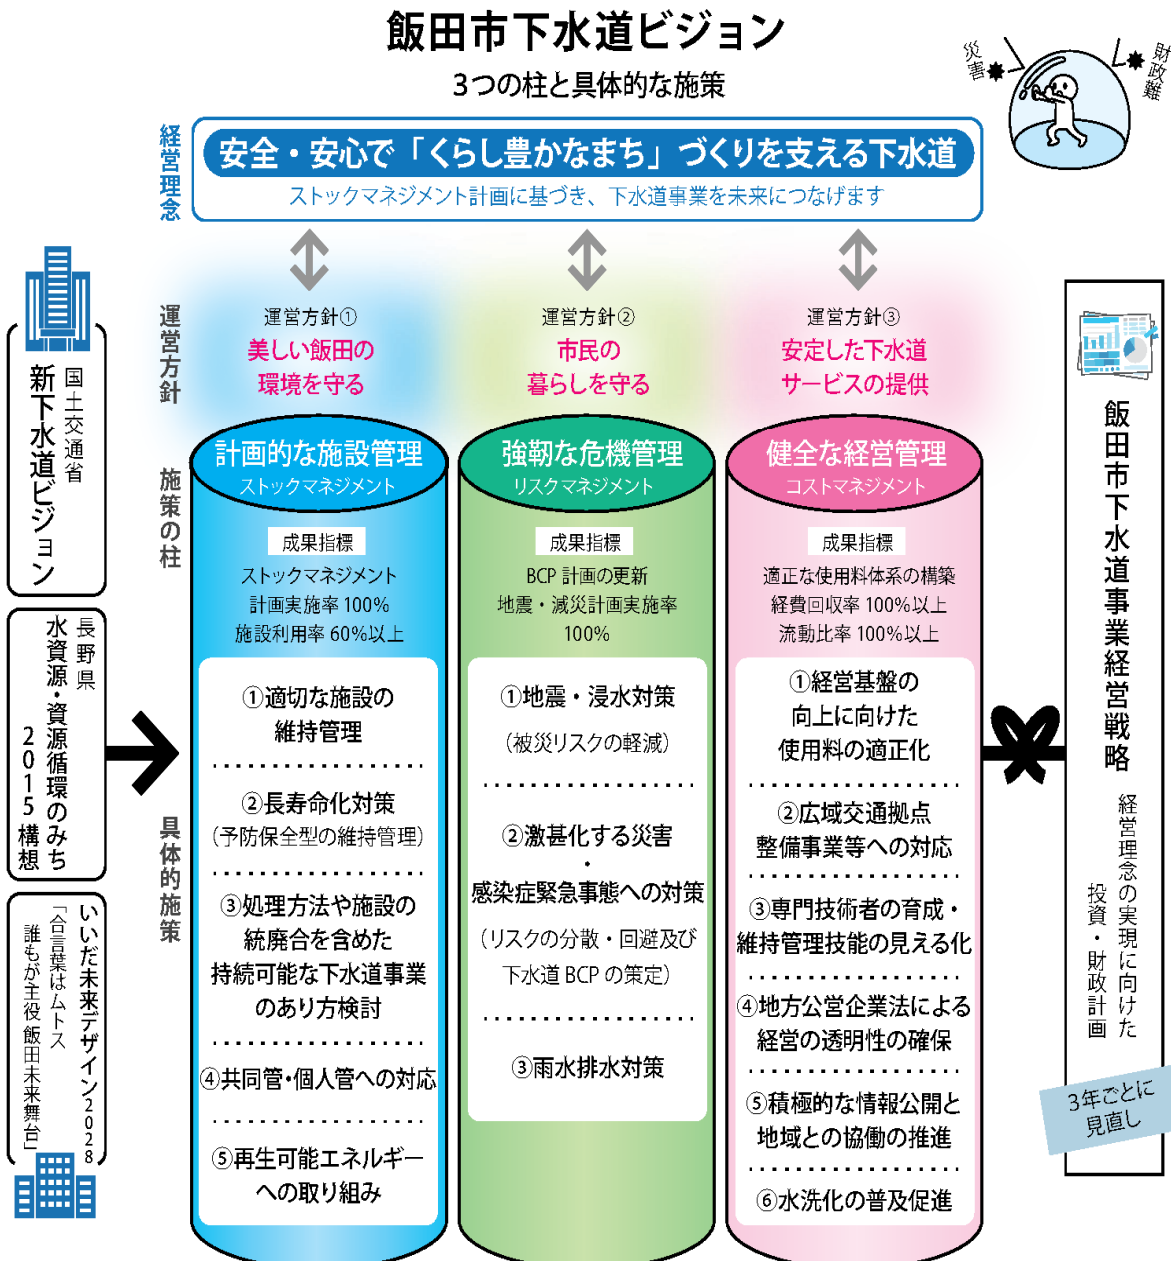 飯田市下水道ビジョン
3つの柱と具体的な施策
災害
財政難
経営理念
安全・安心で「くらし豊かなまち」づくりを支える下水道
ストックマネジメント計画に基づき、下水道事業を未来につなげます
国土交通省
新下水道ビジョン
長野県
水資源・資源循環のみち
2015構想
いいだ未来デザイン2028
「合言葉はムトス
誰もが主役 飯田未来舞台」
運営方針
施策の柱
具体的施策
運営方針①
美しい飯田の
環境を守る
計画的な施設管理
ストックマネジメント
成果指標
ストックマネジメント
計画実施率 100%
施設利用率 60%以上
①適切な施設の
維持管理
②長寿命化対策
(予防保全型の維持管理)
③処理方法や施設の
統廃合を含めた
持続可能な下水道事業
のあり方検討
④共同管・個人管への対応
⑤再生可能エネルギー
への取り組み
運営方針②
市民の
暮らしを守る
強靭な危機管理
リスクマネジメント
成果指標
BCP 計画の更新
地震・減災計画実施率
100%
①地震・浸水対策
(被災リスクの軽減)
②激甚化する災害
・
感染症緊急事態への対策
(リスクの分散・回避及び
下水道 BCP の策定)
③雨水排水対策
運営方針③
安定した下水道
サービスの提供
健全な経営管理
コストマネジメント
成果指標
適正な使用料体系の構築
経費回収率 100%以上
流動比率 100%以上
①経営基盤の
向上に向けた
使用料の適正化
②広域交通拠点
整備事業等への対応
③専門技術者の育成・
維持管理技能の見える化
④地方公営企業法による
経営の透明性の確保
⑤積極的な情報公開と
地域との協働の推進
⑥水洗化の普及促進
飯田市下水道事業経営戦略
経営理念の実現に向けた
投資・財政計画
3年ごとに
見直し